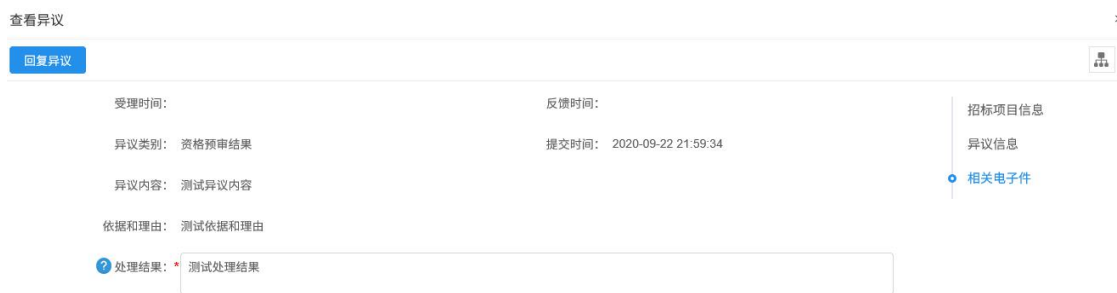 查看异议
回复异议
受理时间：
反馈时间：
招标项目信息
异议类别： 资格预审结果
提交时间： 2020-09-22 21:59:34
异议信息
异议内容： 测试异议内容
相关电子件
依据和理由： 测试依据和理由
? 处理结果：* 测试处理结果